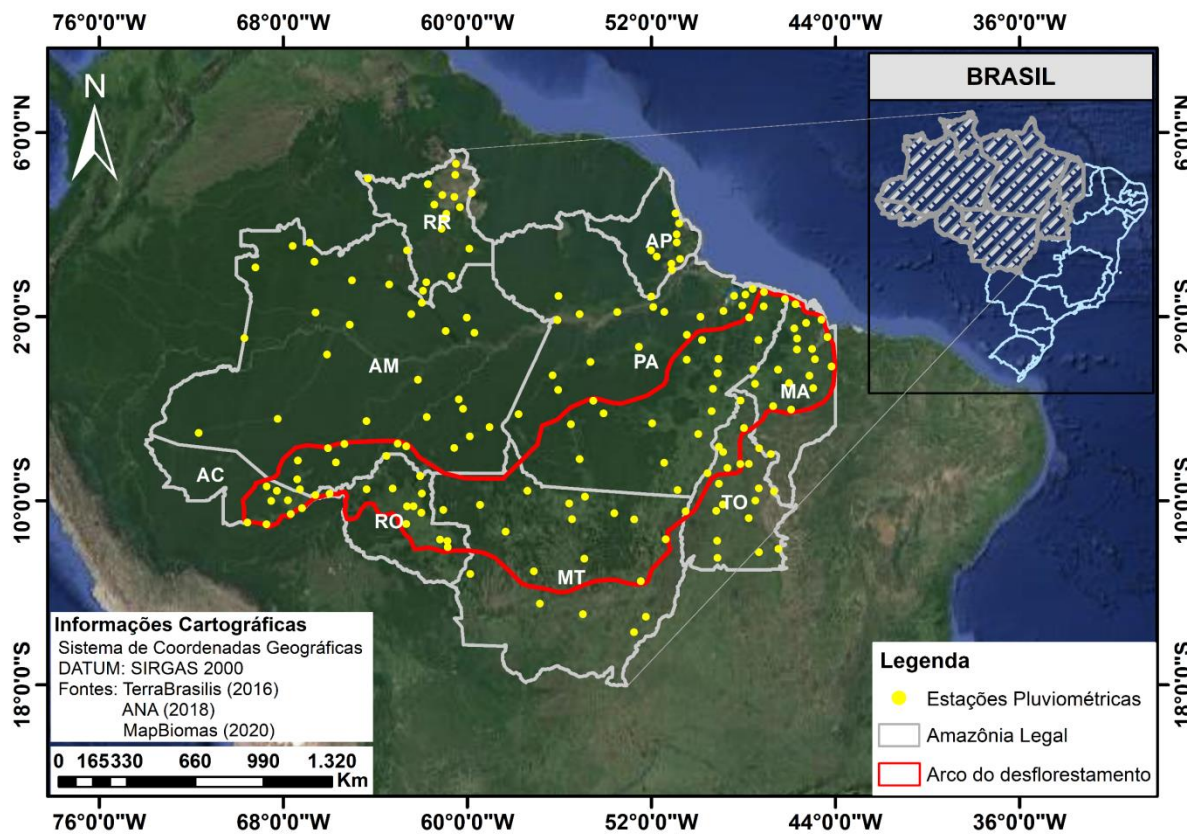 76°0'0"W 68°0'0"W 60°0'0"W 52°0'0"W 44°0'0"W 36°0'0"W
N
BRASIL
6°0'0"N 6°0'0"N
RR
AP
2°0'0"S 2°0'0"S
AM
PA
MA
AC
10°0'0"S 10°0'0"S
RO
TO
MT
Informações Cartográficas
Sistema de Coordenadas Geográficas
DATUM: SIRGAS 2000
Fontes: TerraBrasilis (2016)
ANA (2018)
MapBiomas (2020)
0 165330 660 990 1.320
Km
Legenda
Estações Pluviométricas
Amazônia Legal
Arco do desflorestamento
18°0'0"S 18°0'0"S
76°0'0"W 68°0'0"W 60°0'0"W 52°0'0"W 44°0'0"W 36°0'0"W